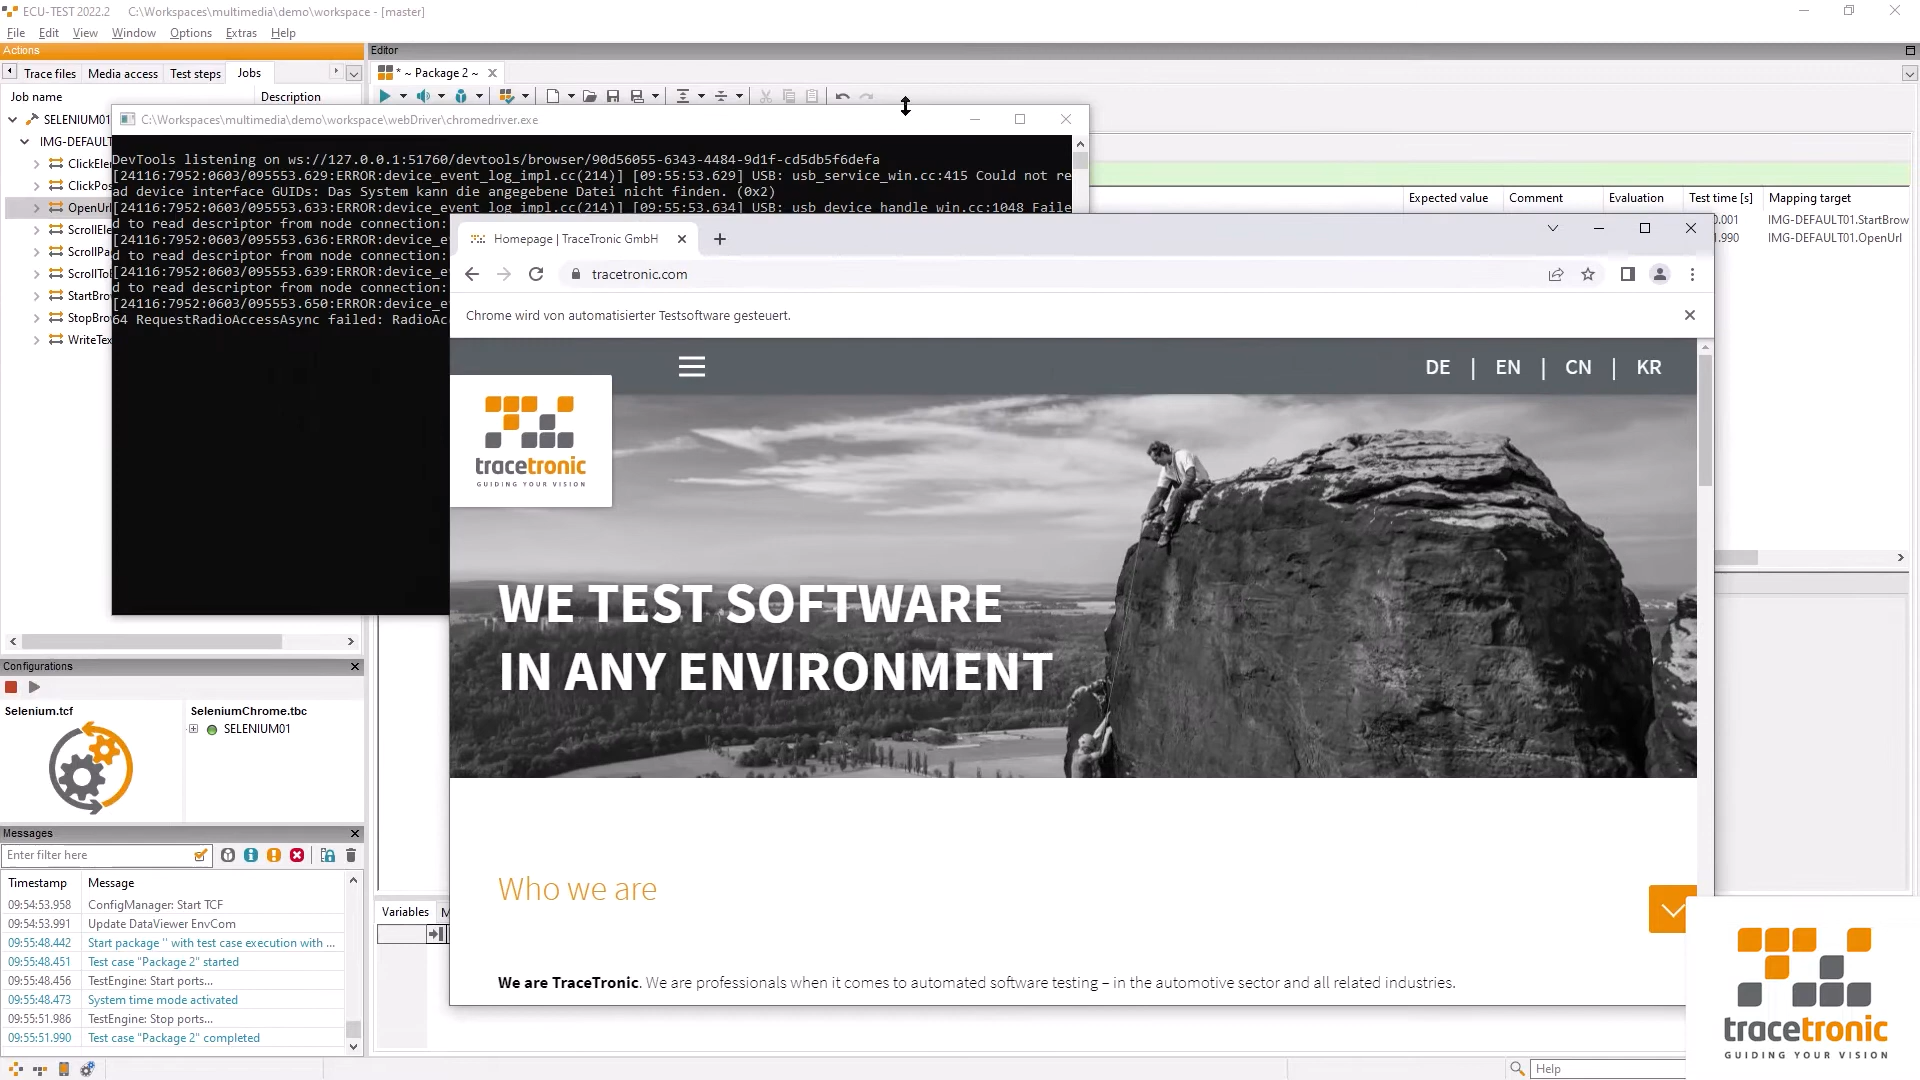 ECU-TEST 2022.2 C:\Workspaces\multimedia\demo\workspace - [master]
File Edit View Window Options Extras Help
Actions
Editor
Trace files Media access Test steps Jobs
* ~ Package 2 ~
Job name Description
SELENIUM01
IMG-DEFAULT
ClickEle
ClickPos
OpenUrl
ScrollEle
ScrollPa
ScrollToE
StartBro
StopBro
WriteTex
C:\Workspaces\multimedia\demo\workspace\webDriver\chromedriver.exe
DevTools listening on ws://127.0.0.1:51760/devtools/browser/90d56055-6343-4484-9d1f-cd5db5f6defa
[24116:7952:0603/095553.629:ERROR:device_event_log_impl.cc(214)] [09:55:53.629] USB: usb_service_win.cc:415 Could not re
ad device interface GUIDs: Das System kann die angegebene Datei nicht finden. (0x2)
[24116:7952:0603/095553.633:ERROR:device_event_log_impl.cc(214)] [09:55:53.634] USB: usb_device_handle_win.cc:1048 Faile
d to read descriptor from node connection:
[24116:7952:0603/095553.636:ERROR:device_e
d to read descriptor from node connection:
[24116:7952:0603/095553.639:ERROR:device_e
d to read descriptor from node connection:
[24116:7952:0603/095553.650:ERROR:device_e
64 RequestRadioAccessAsync failed: RadioAc
Expected value Comment Evaluation Test time [s] Mapping target
0.001 IMG-DEFAULT01.StartBrow
.990 IMG-DEFAULT01.OpenUrl
Homepage | TraceTronic GmbH
tracetronic.com
Chrome wird von automatisierter Testsoftware gesteuert.
DE | EN | CN | KR
tracetronic
GUIDING YOUR VISION
WE TEST SOFTWARE
IN ANY ENVIRONMENT
Who we are
We are TraceTronic. We are professionals when it comes to automated software testing – in the automotive sector and all related industries.
Configurations
Selenium.tcf SeleniumChrome.tbc
SELENIUM01
Messages
Enter filter here
Timestamp Message
09:54:53.958 ConfigManager: Start TCF
09:54:53.991 Update DataViewer EnvCom
09:55:48.442 Start package '' with test case execution with ...
09:55:48.451 Test case "Package 2" started
09:55:48.456 TestEngine: Start ports...
09:55:48.473 System time mode activated
09:55:51.986 TestEngine: Stop ports...
09:55:51.990 Test case "Package 2" completed
Variables M
Help
tracetronic
GUIDING YOUR VISION